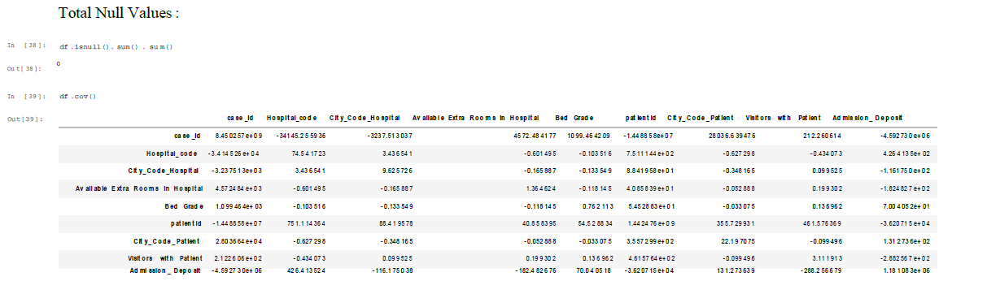 Total Null Values :
In [38]: df.isnull().sum().sum()
Out[38]: 0
In [39]: df.cov()
Out[39]:
case_id Hospital_code City_Code_Hospital Available Extra Rooms in Hospital Bed Grade patientid City_Code_Patient Visitors with Patient Admission_Deposit
case_id 8.450257e+09 -34145.255936 -3237.513037 4572.484177 1099.464209 -1.448858e+07 28036.639476 212.260614 -4.592730e+06
Hospital_code -3.414526e+04 74.541723 3.436541 -0.601495 -0.103516 7.511144e+02 -0.627298 -0.434073 4.264135e+02
City_Code_Hospital -3.237513e+03 3.436541 9.625726 -0.165887 -0.133549 8.841958e+01 -0.348165 0.099525 -1.161750e+02
Available Extra Rooms in Hospital 4.572484e+03 -0.601495 -0.165887 1.364624 -0.118145 4.085839e+01 -0.052888 0.199302 -1.824827e+02
Bed Grade 1.099464e+03 -0.103516 -0.133549 -0.118145 0.762113 5.452883e+01 -0.033075 0.136962 7.004052e+01
patientid -1.448858e+07 751.114364 88.419578 40.858395 54.528834 1.442476e+09 355.729931 461.576369 -3.620715e+04
City_Code_Patient 2.803664e+04 -0.627298 -0.348165 -0.052888 -0.033075 3.557299e+02 22.197075 -0.099496 1.312736e+02
Visitors with Patient 2.122606e+02 -0.434073 0.099525 0.199302 0.136962 4.615764e+02 -0.099496 3.111913 -2.882567e+02
Admission_Deposit -4.592730e+06 426.413524 -116.175038 -182.482676 70.040518 -3.620715e+04 131.273639 -288.256679 1.181083e+06